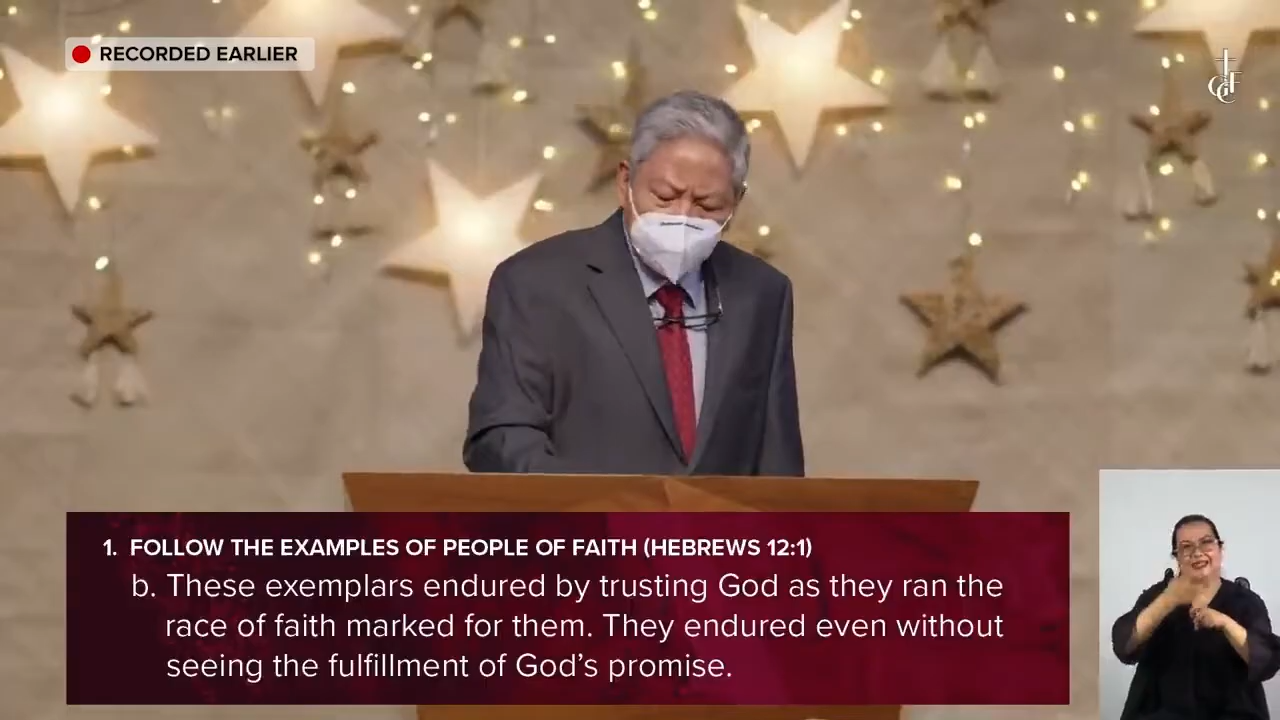 RECORDED EARLIER
1. FOLLOW THE EXAMPLES OF PEOPLE OF FAITH (HEBREWS 12:1)
b. These exemplars endured by trusting God as they ran the
race of faith marked for them. They endured even without
seeing the fulfillment of God's promise.